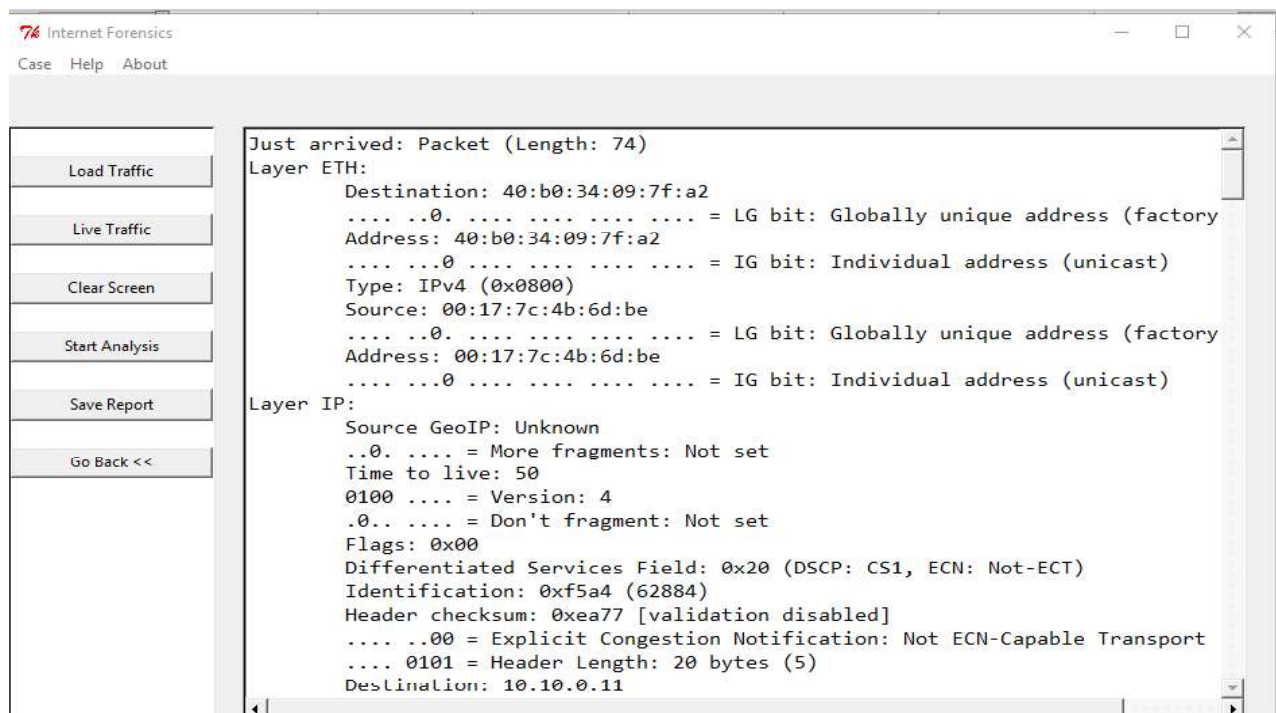 Internet Forensics
Case Help About
Load Traffic
Live Traffic
Clear Screen
Start Analysis
Save Report
Go Back <<
Just arrived: Packet (Length: 74)
Layer ETH:
Destination: 40:b0:34:09:7f:a2
.... ..0. .... .... .... .... = LG bit: Globally unique address (factory
Address: 40:b0:34:09:7f:a2
.... ...0 .... .... .... .... = IG bit: Individual address (unicast)
Type: IPv4 (0x0800)
Source: 00:17:7c:4b:6d:be
.... ..0. .... .... .... .... = LG bit: Globally unique address (factory
Address: 00:17:7c:4b:6d:be
.... ...0 .... .... .... .... = IG bit: Individual address (unicast)
Layer IP:
Source GeoIP: Unknown
..0. .... = More fragments: Not set
Time to live: 50
0100 .... = Version: 4
.0.. .... = Don't fragment: Not set
Flags: 0x00
Differentiated Services Field: 0x20 (DSCP: CS1, ECN: Not-ECT)
Identification: 0xf5a4 (62884)
Header checksum: 0xea77 [validation disabled]
.... ..00 = Explicit Congestion Notification: Not ECN-Capable Transport
.... 0101 = Header Length: 20 bytes (5)
Destination: 10.10.0.11